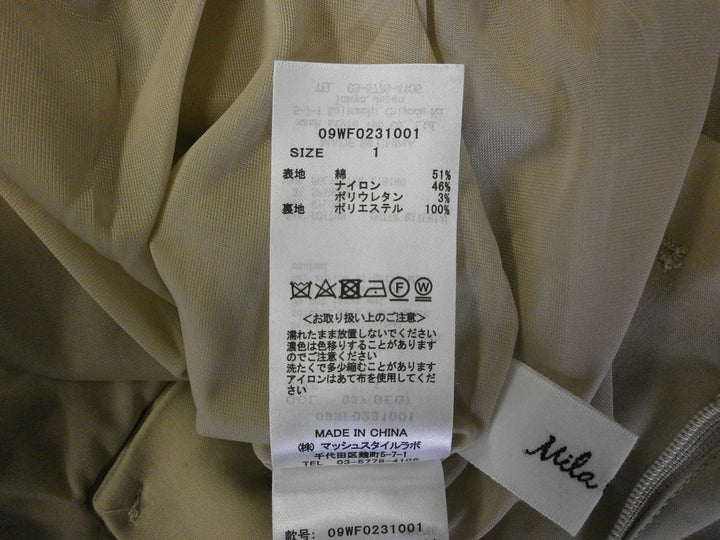 09WF0231001
SIZE 1
表地 綿 51%
ナイロン 46%
ポリウレタン 3%
裏地 ポリエステル 100%
F W
<お取り扱い上のご注意>
濡れたまま放置しないでください
濃色は色移りすることがあります
のでご注意ください
洗たくで多少縮むことがあります
アイロンはあて布を使用してくだ
さい
MADE IN CHINA
(株) マッシュスタイルラボ
千代田区麹町5-7-1
TEL 03-5778-4105
款号: 09WF0231001
Mila